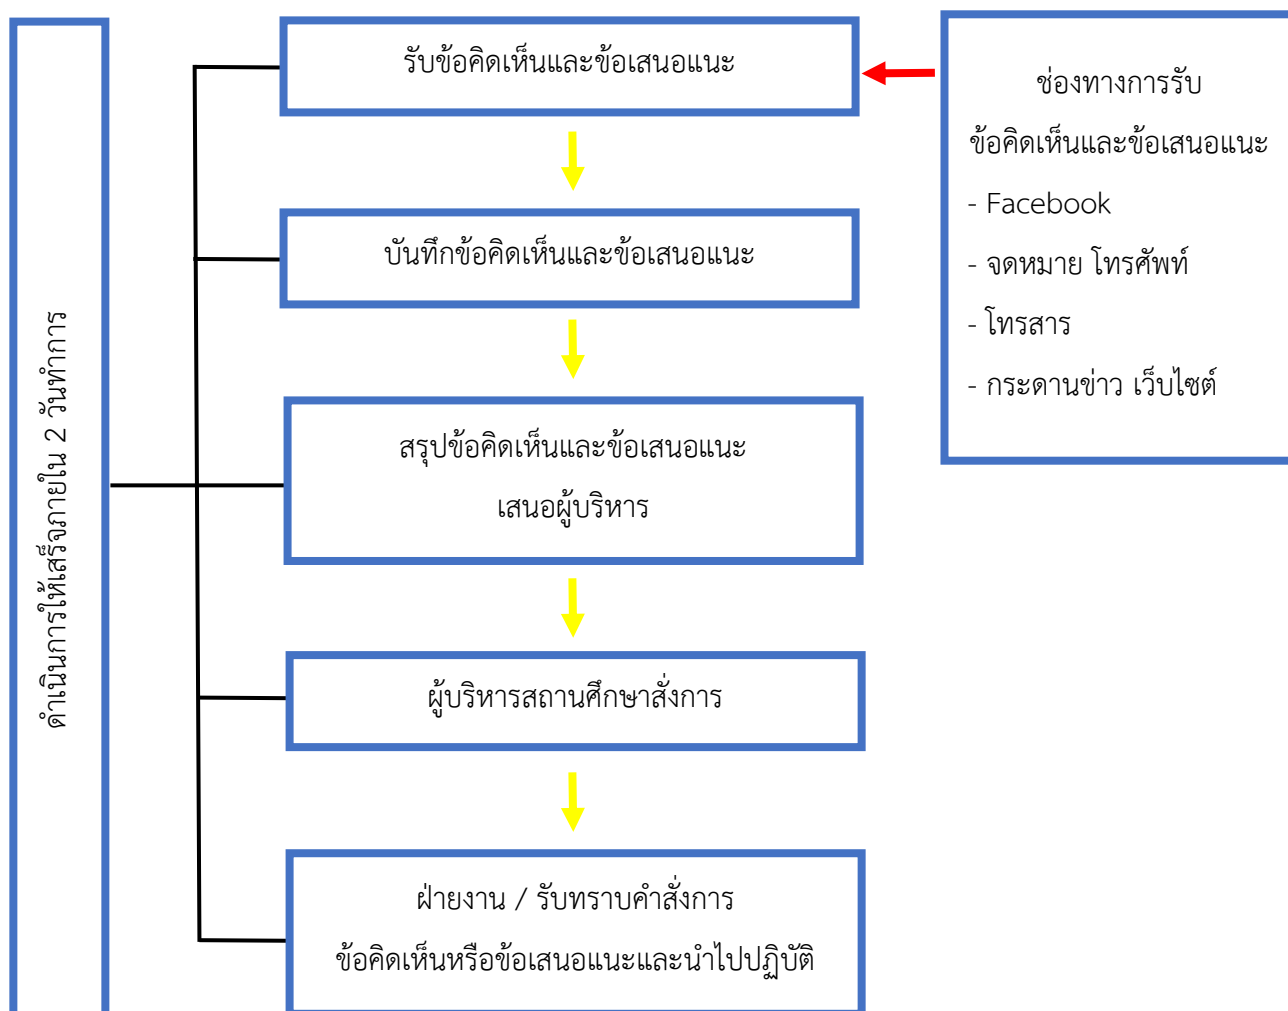 ดำเนินการให้เสร็จภายใน 2 วันทำการ
รับข้อคิดเห็นและข้อเสนอแนะ
บันทึกข้อคิดเห็นและข้อเสนอแนะ
สรุปข้อคิดเห็นและข้อเสนอแนะ
เสนอผู้บริหาร
ผู้บริหารสถานศึกษาสั่งการ
ฝ่ายงาน / รับทราบคำสั่งการ
ข้อคิดเห็นหรือข้อเสนอแนะและนำไปปฏิบัติ
ช่องทางการรับ
ข้อคิดเห็นและข้อเสนอแนะ
- Facebook
- จดหมาย โทรศัพท์
- โทรสาร
- กระดานข่าว เว็บไซต์